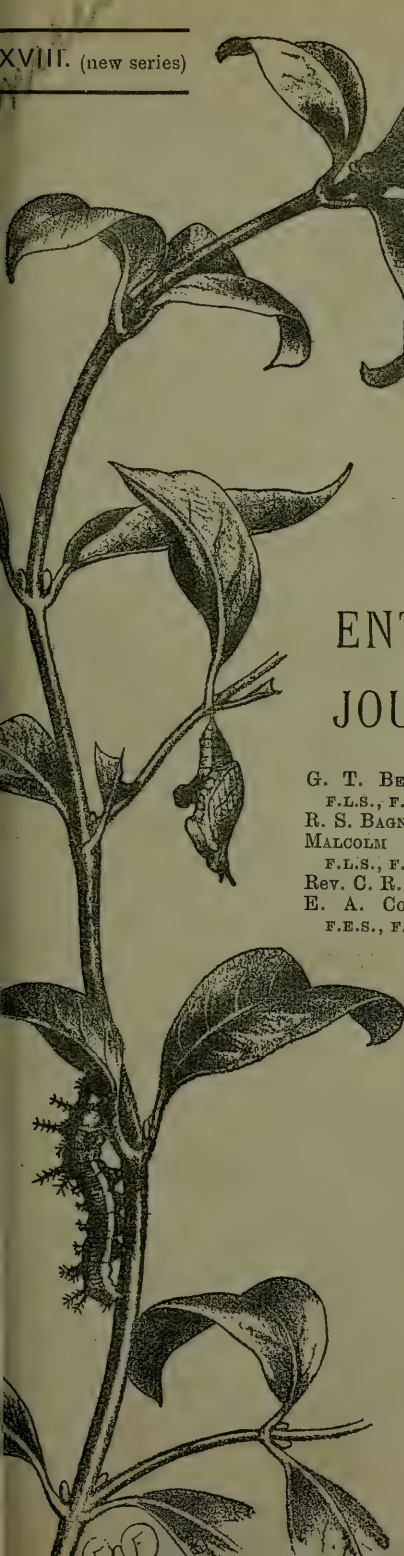 XVIII. (new series)
ENT
JOU
G. T. BE
F.L.S., F.
R. S. BAGN
MALCOLM
F.L.S., F.
Rev. C. R.
E. A. Co
F.E.S., F.